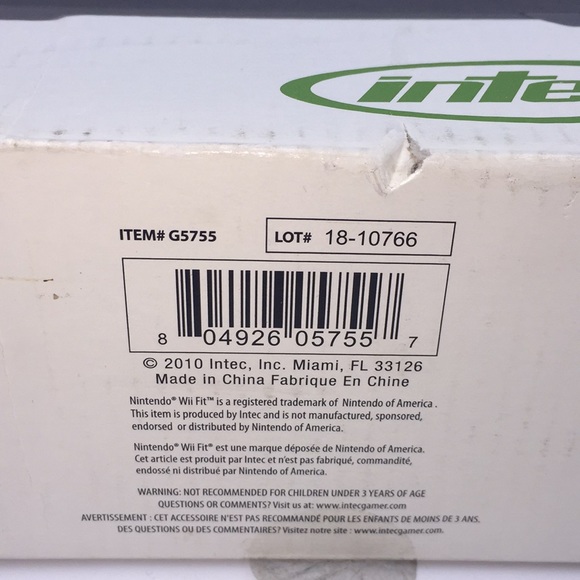 inte
ITEM# G5755
LOT# 18-10766
8 04926 05755 7
© 2010 Intec, Inc. Miami, FL 33126
Made in China Fabrique En Chine
Nintendo® Wii Fit™ is a registered trademark of Nintendo of America.
This item is produced by Intec and is not manufactured, sponsored,
endorsed or distributed by Nintendo of America.
Nintendo® Wii Fit® est une marque déposée de Nintendo of America.
Cet article est produit par Intec et n'est pas fabriqué, commandité,
endossé ni distribué par Nintendo of America.
WARNING: NOT RECOMMENDED FOR CHILDREN UNDER 3 YEARS OF AGE
QUESTIONS OR COMMENTS? Visit us at: www.intecgamer.com
AVERTISSEMENT : CET ACCESSOIRE N'EST PAS RECOMMANDÉ POUR LES ENFANTS DE MOINS DE 3 ANS.
DES QUESTIONS OU DES COMMENTAIRES? Visitez notre site : www.intecgamer.com.